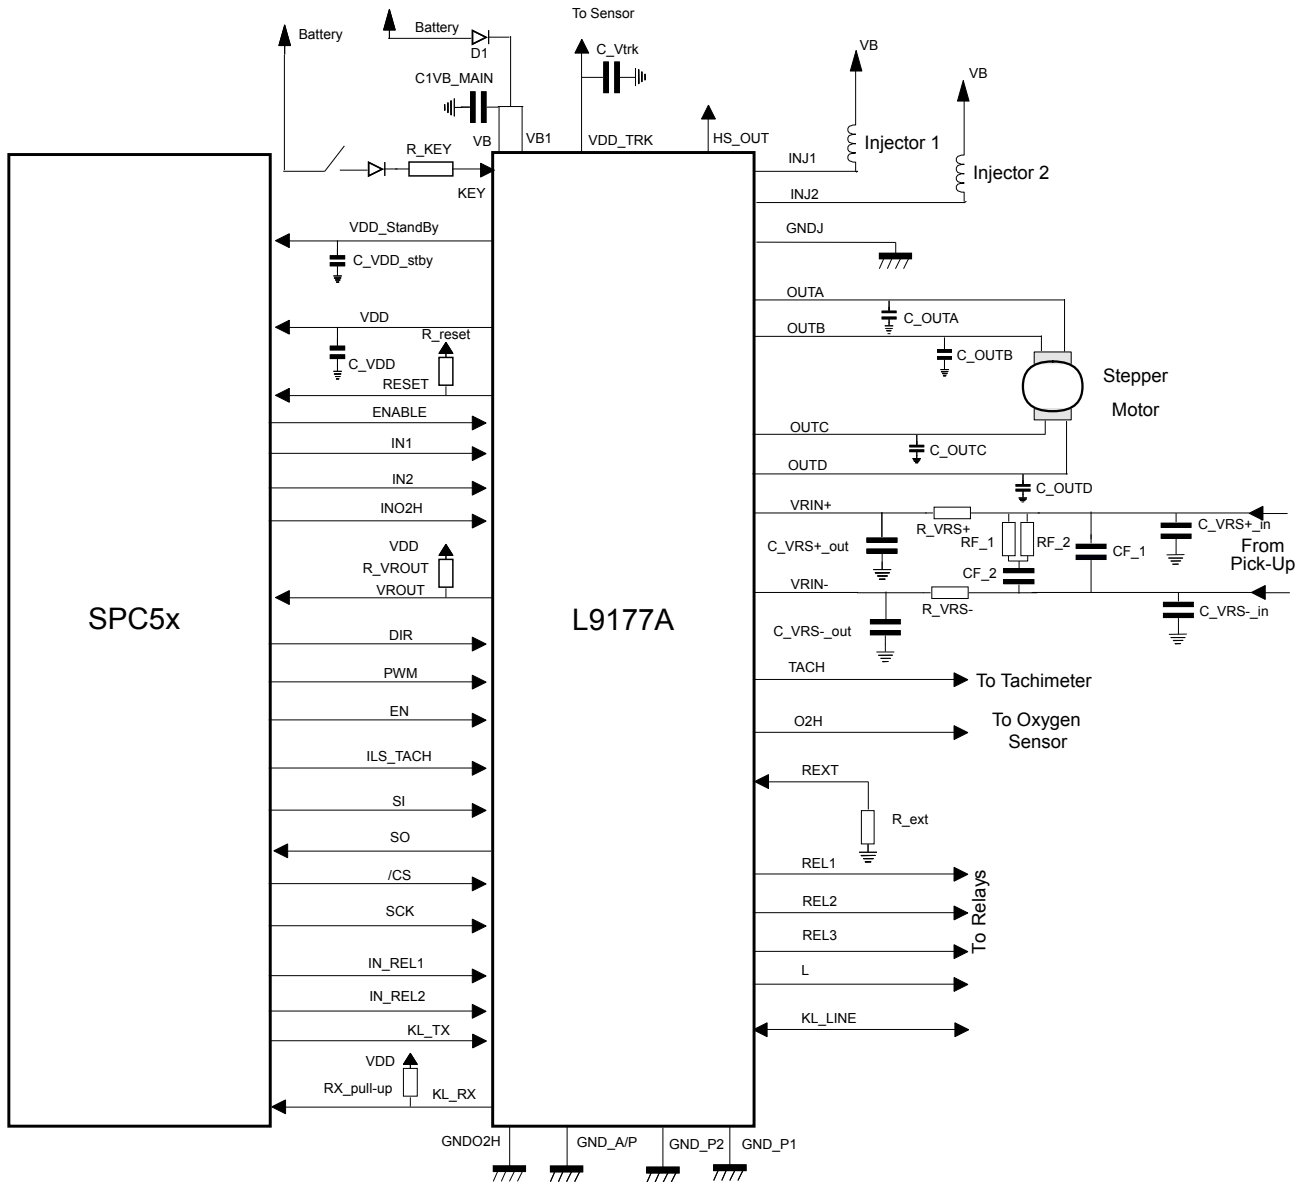 To Sensor
Battery
Battery
D1
C_Vtrk
C1VB_MAIN
VB
VB
VB
VB1
VDD_TRK
HS_OUT
R_KEY
KEY
INJ1
Injector 1
INJ2
Injector 2
VDD_StandBy
C_VDD_stby
GNDJ
VDD
R_reset
C_VDD
RESET
ENABLE
IN1
IN2
INO2H
VDD
R_VROUT
VROUT
DIR
PWM
EN
ILS_TACH
SI
SO
/CS
SCK
IN_REL1
IN_REL2
KL_TX
VDD
RX_pull-up
KL_RX
SPC5x
L9177A
OUTA
C_OUTA
OUTB
C_OUTB
Stepper
Motor
OUTC
C_OUTC
OUTD
C_OUTD
VRIN+
R_VRS+
C_VRS+_in
C_VRS+_out
RF_1
RF_2
CF_1
From
Pick-Up
CF_2
VRIN-
R_VRS-
C_VRS-_in
C_VRS-_out
TACH
To Tachimeter
O2H
To Oxygen
Sensor
REXT
R_ext
REL1
REL2
REL3
To Relays
L
KL_LINE
GNDO2H
GND_A/P
GND_P2
GND_P1